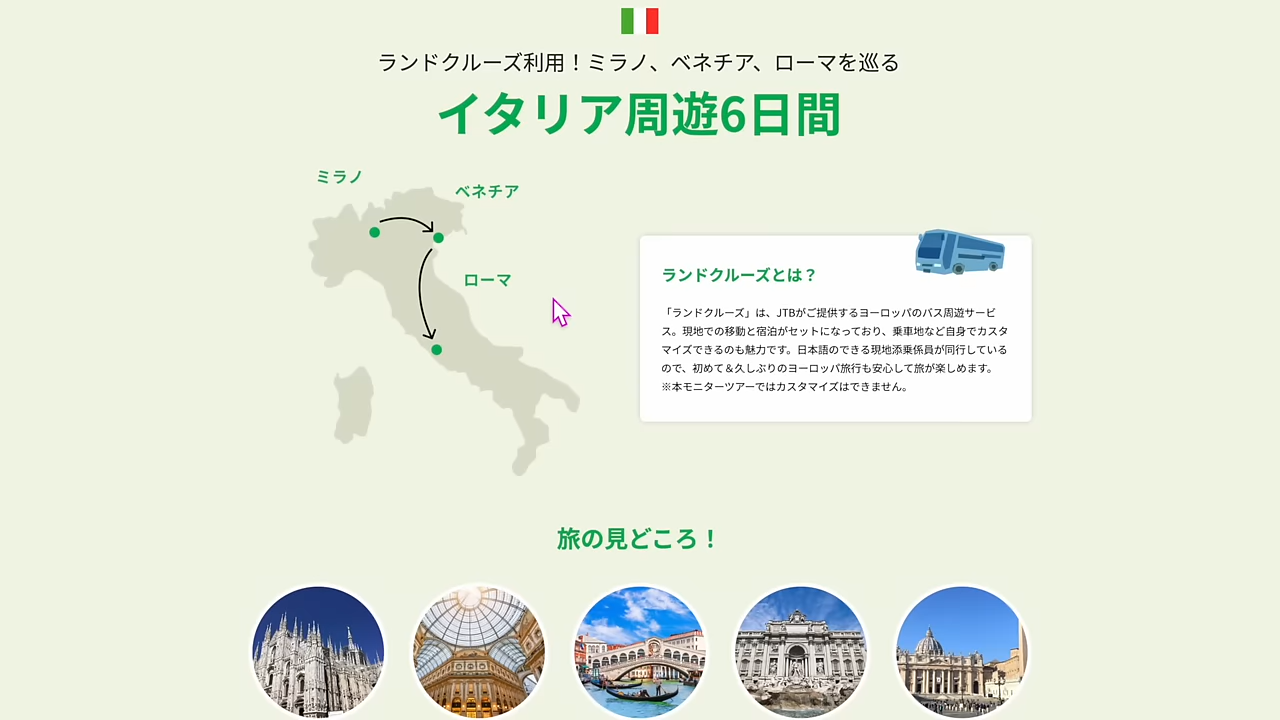 ランドクルーズ利用！ミラノ、ベネチア、ローマを巡る
イタリア周遊6日間
ミラノ
ベネチア
ローマ
ランドクルーズとは？
「ランドクルーズ」は、JTBがご提供するヨーロッパのバス周遊サービ
ス。現地での移動と宿泊がセットになっており、乗車地など自身でカスタ
マイズできるのも魅力です。日本語のできる現地添乗係員が同行している
ので、初めて＆久しぶりのヨーロッパ旅行も安心して旅が楽しめます。
※本モニターツアーではカスタマイズはできません。
旅の見どころ！